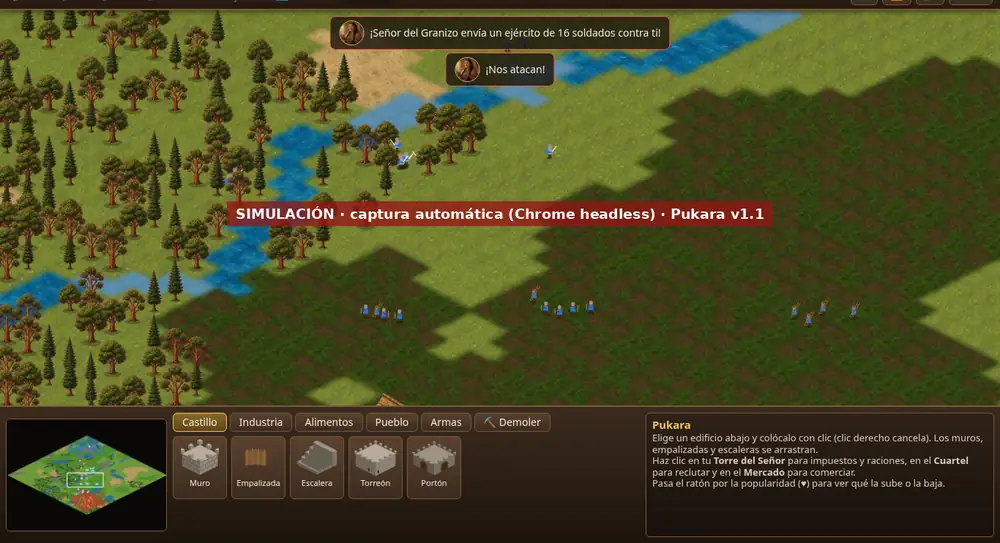 ¡Señor del Granizo envía un ejército de 16 soldados contra ti!
¡Nos atacan!
SIMULACIÓN · captura automática (Chrome headless) · Pukara v1.1
Castillo Industria Alimentos Pueblo Armas Demoler
Muro Empalizada Escalera Torreón Portón
Pukara
Elige un edificio abajo y colócalo con clic (clic derecho cancela). Los muros,
empalizadas y escaleras se arrastran.
Haz clic en tu Torre del Señor para impuestos y raciones, en el Cuartel
para reclutar y en el Mercado para comerciar.
Pasa el ratón por la popularidad (♥) para ver qué la sube o la baja.